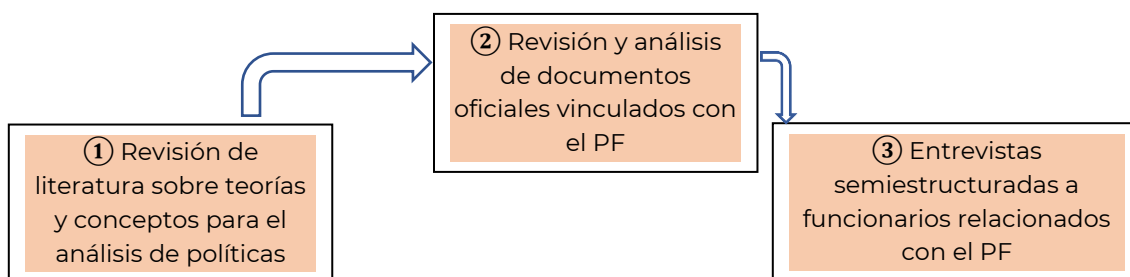 ① Revisión de
literatura sobre teorías
y conceptos para el
análisis de políticas
② Revisión y análisis
de documentos
oficiales vinculados con
el PF
③ Entrevistas
semiestructuradas a
funcionarios relacionados
con el PF